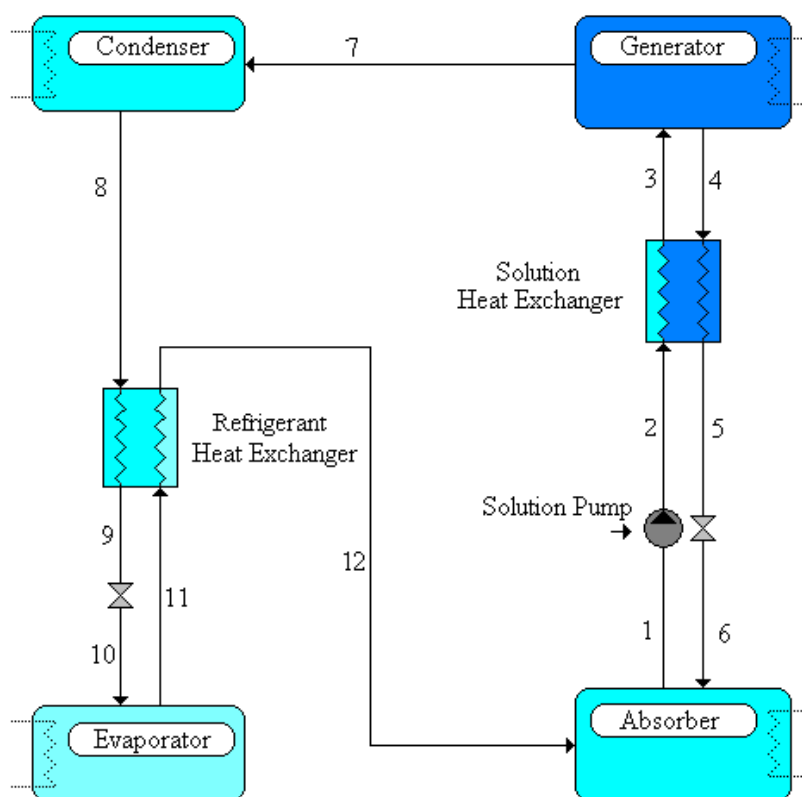 Condenser
7
Generator
8
3
4
Solution
Heat Exchanger
Refrigerant
Heat Exchanger
2
5
Solution Pump
9
12
11
10
1
6
Evaporator
Absorber